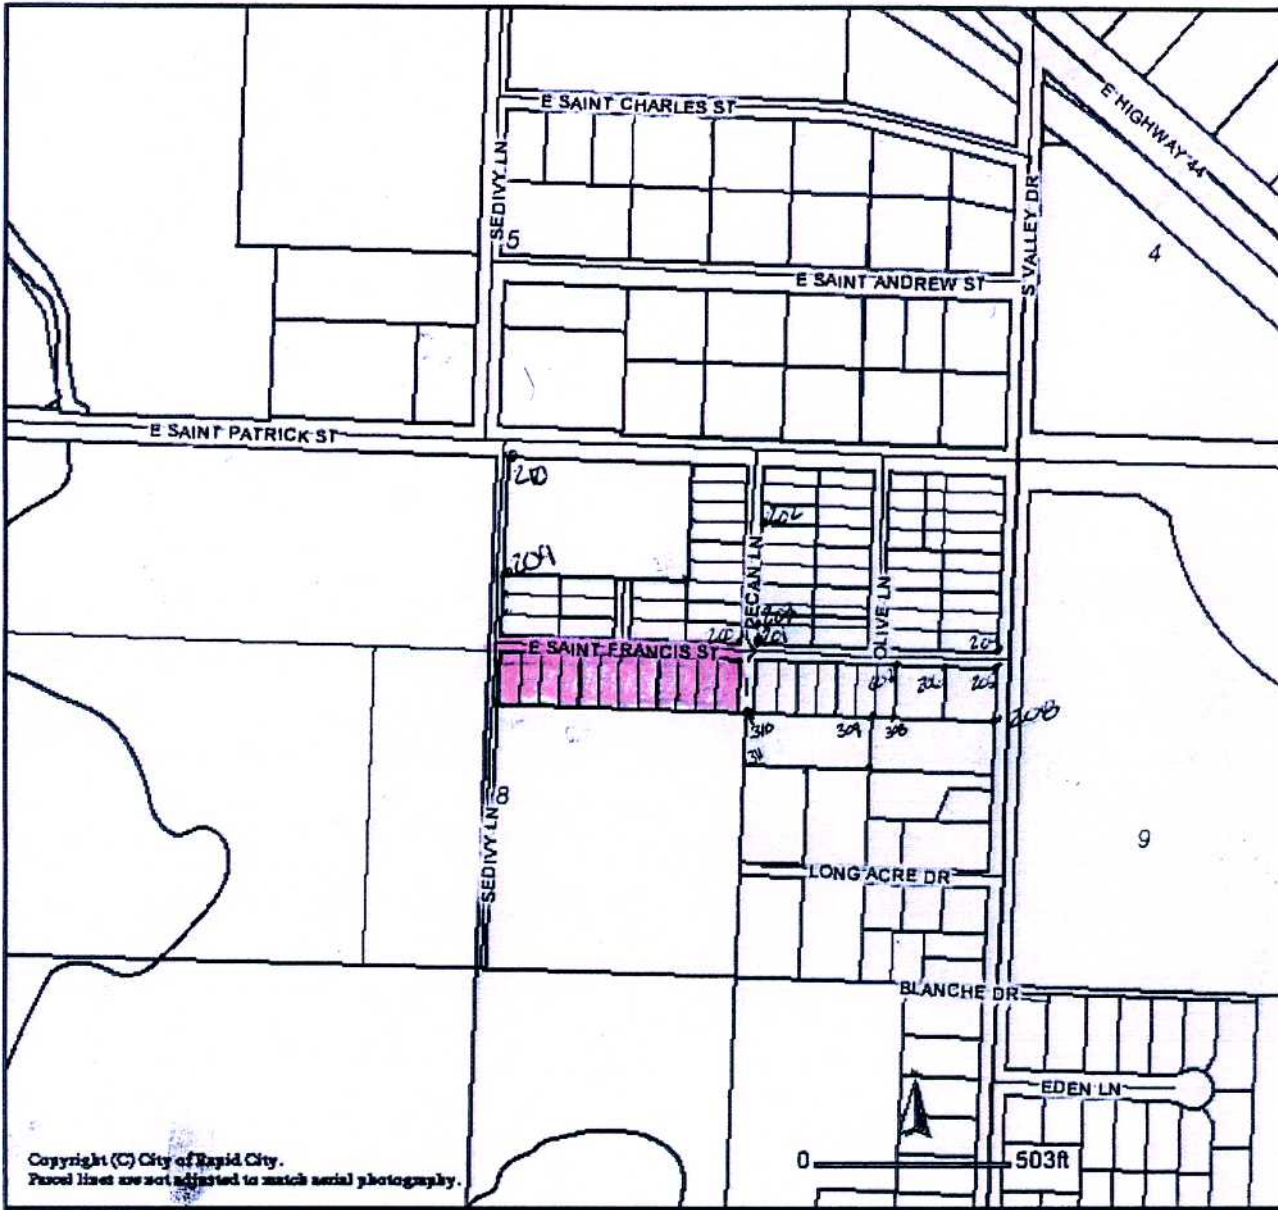 E SAINT CHARLES ST
E HIGHWAY 44
SEDIVY LN
S VALLEY DR
5
4
E SAINT ANDREW ST
E SAINT PATRICK ST
210
209
202
PECAN LN
OLIVE LN
201
E SAINT FRANCIS ST
208
310
309
308
311
SEDIVY LN
8
9
LONG ACRE DR
BLANCHE DR
EDEN LN
0
503ft
Copyright (C) City of Rapid City.
Parcel lines are not adjusted to match aerial photography.